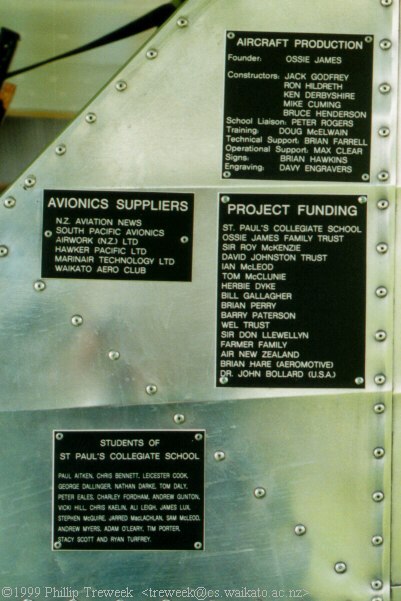 AIRCRAFT PRODUCTION
Founder: OSSIE JAMES
Constructors: JACK GODFREY
RON HILDRETH
KEN DERBYSHIRE
MIKE CUMING
BRUCE HENDERSON
School Liaison: PETER ROGERS
Training: DOUG McELWAIN
Technical Support: BRIAN FARRELL
Operational Support: MAX CLEAR
Signs: BRIAN HAWKINS
Engraving: DAVY ENGRAVERS
AVIONICS SUPPLIERS
N.Z. AVIATION NEWS
SOUTH PACIFIC AVIONICS
AIRWORK (N.Z.) LTD
HAWKER PACIFIC LTD
MARINAIR TECHNOLOGY LTD
WAIKATO AERO CLUB
PROJECT FUNDING
ST. PAUL'S COLLEGIATE SCHOOL
OSSIE JAMES FAMILY TRUST
SIR ROY McKENZIE
DAVID JOHNSTON TRUST
IAN McLEOD
TOM McCLUNIE
HERBIE DYKE
BILL GALLAGHER
BRIAN PERRY
BARRY PATERSON
WEL TRUST
SIR DON LLEWELLYN
FARMER FAMILY
AIR NEW ZEALAND
BRIAN HARE (AEROMOTIVE)
DR. JOHN BOLLARD (U.S.A.)
STUDENTS OF
ST PAUL'S COLLEGIATE SCHOOL
PAUL AITKEN, CHRIS BENNETT, LEICESTER COOK,
GEORGE DALLINGER, NATHAN DARKE, TOM DALY,
PETER EALES, CHARLEY FORDHAM, ANDREW GUNTON,
VICKI HILL, CHRIS KAELIN, ALI LEIGH, JAMES LUX,
STEPHEN McGUIRE, JARRED MacLACHLAN, SAM McLEOD,
ANDREW MYERS, ADAM O'LEARY, TIM PORTER,
STACY SCOTT and RYAN TURFREY.
©1999 Phillip Treweek <treweek@cs.waikato.ac.nz>